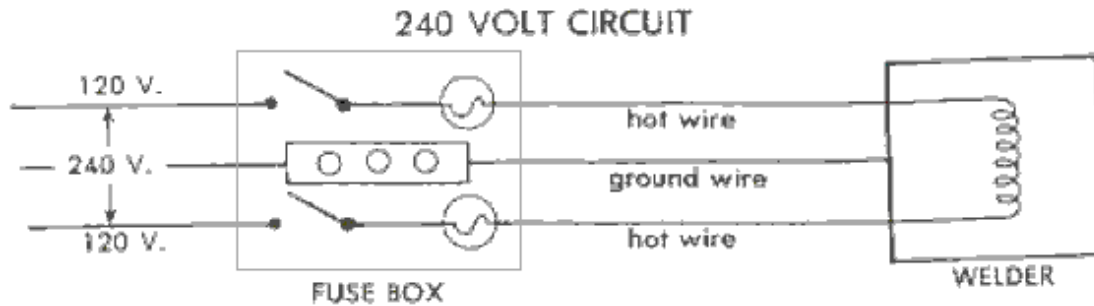 240 VOLT CIRCUIT
120 V.
hot wire
240 V.
ground wire
120 V.
hot wire
WELDER
FUSE BOX